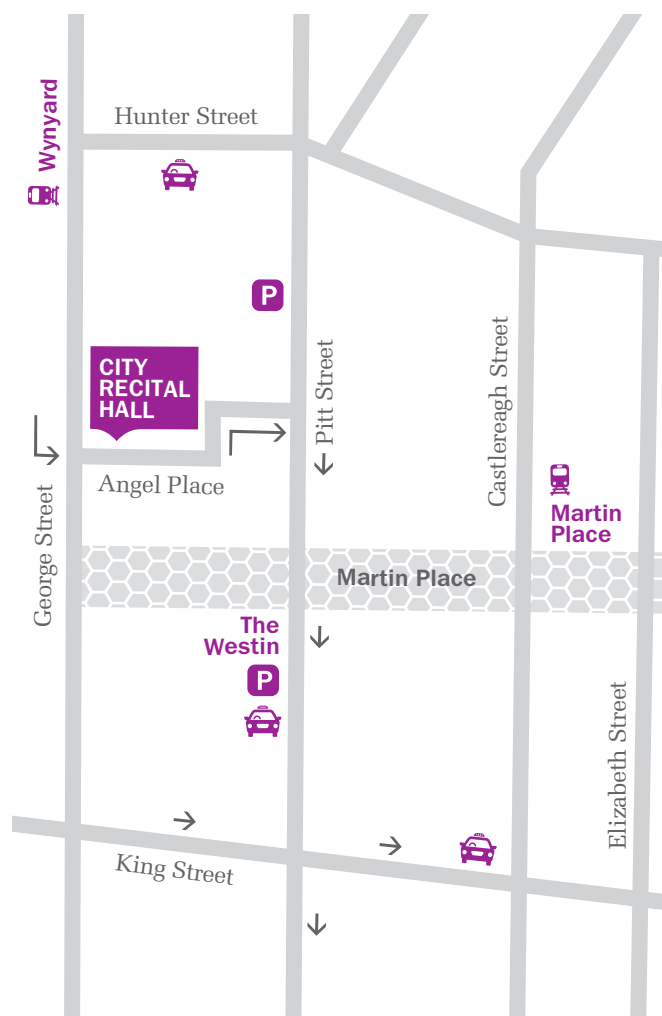 Hunter Street
Wynyard
P
CITY
RECITAL
HALL
Pitt Street
Castlereagh Street
Angel Place
George Street
Martin
Place
Martin Place
The
Westin
P
Elizabeth Street
King Street